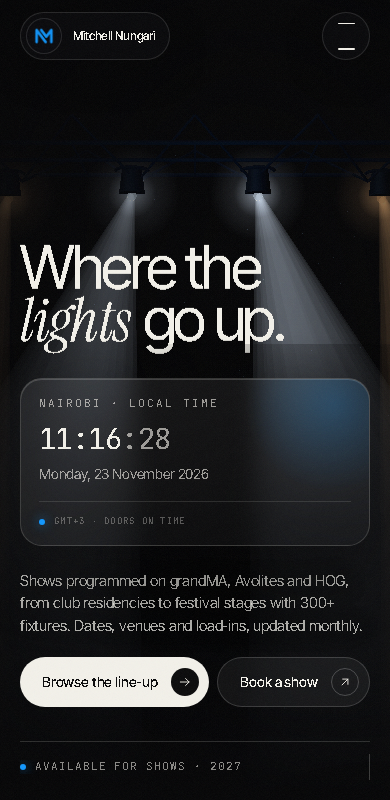 Mitchell Nungari
Where the
lights go up.
NAIROBI · LOCAL TIME
11:16:28
Monday, 23 November 2026
GMT+3 · DOORS ON TIME
Shows programmed on grandMA, Avolites and HOG,
from club residencies to festival stages with 300+
fixtures. Dates, venues and load-ins, updated monthly.
Browse the line-up
Book a show
AVAILABLE FOR SHOWS · 2027